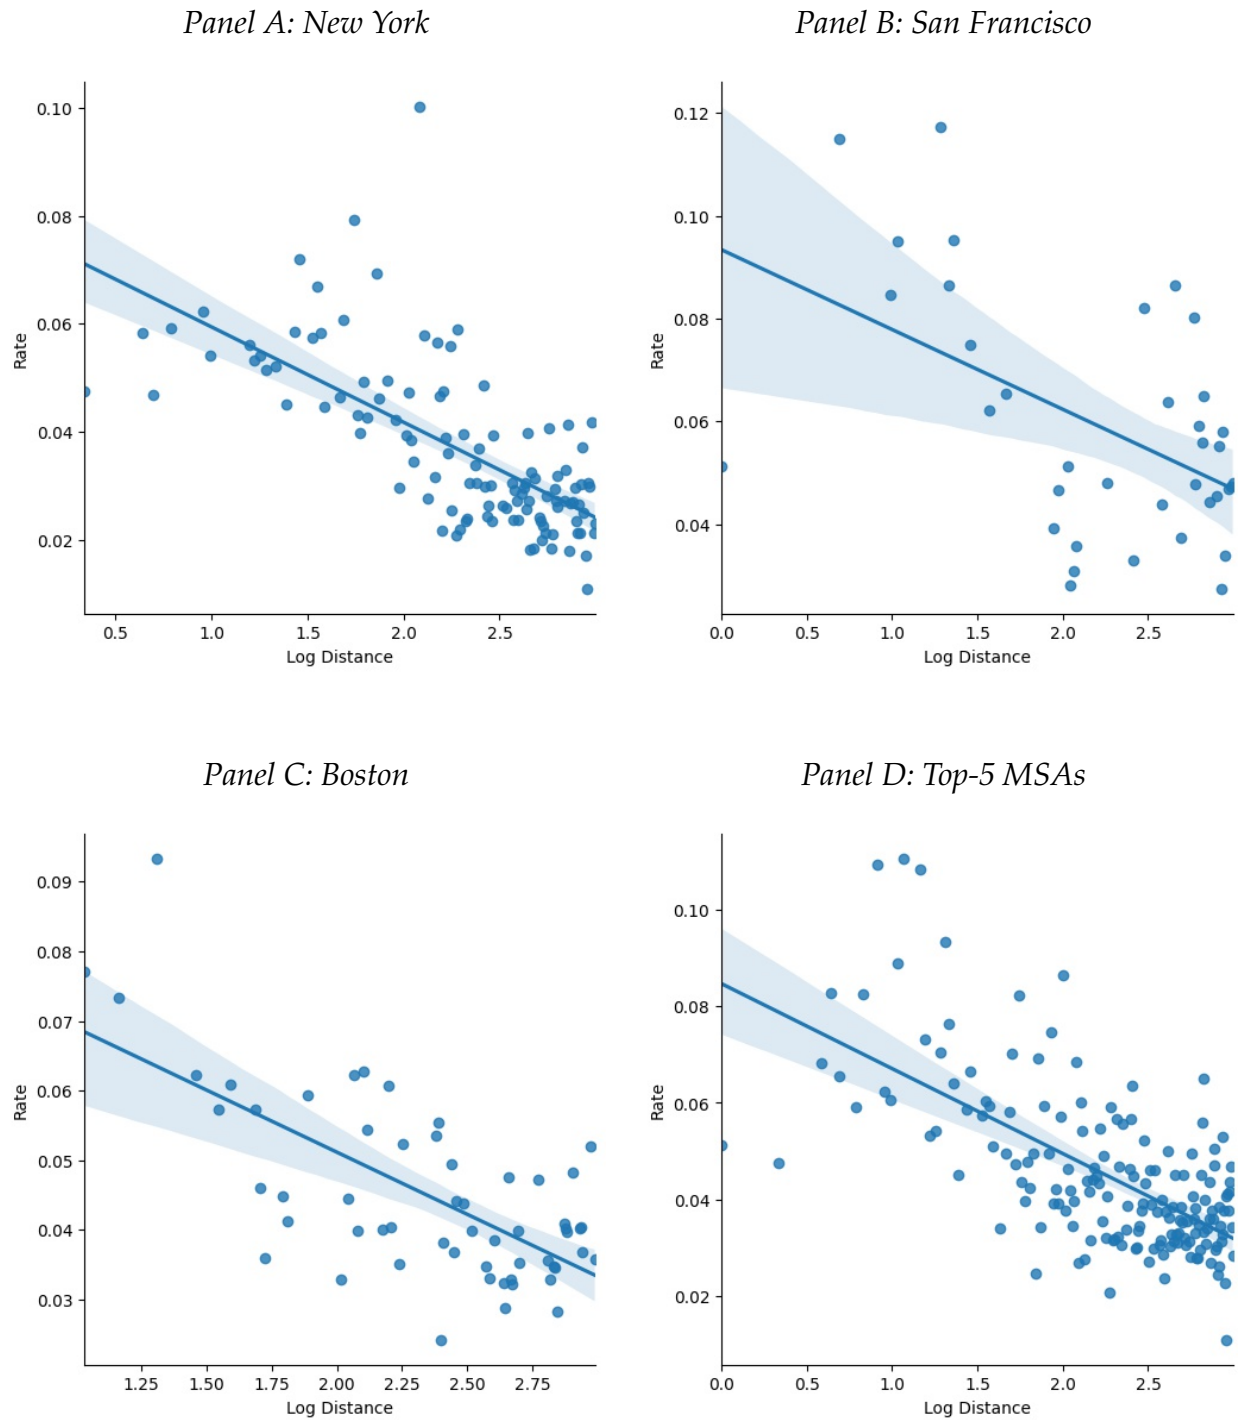 Panel A: New York
0.10
0.08
0.06
0.04
0.02
Rate
0.5 1.0 1.5 2.0 2.5
Log Distance
Panel B: San Francisco
0.12
0.10
0.08
0.06
0.04
Rate
0.0 0.5 1.0 1.5 2.0 2.5
Log Distance
Panel C: Boston
0.09
0.08
0.07
0.06
0.05
0.04
0.03
Rate
1.25 1.50 1.75 2.00 2.25 2.50 2.75
Log Distance
Panel D: Top-5 MSAs
0.10
0.08
0.06
0.04
0.02
Rate
0.0 0.5 1.0 1.5 2.0 2.5
Log Distance